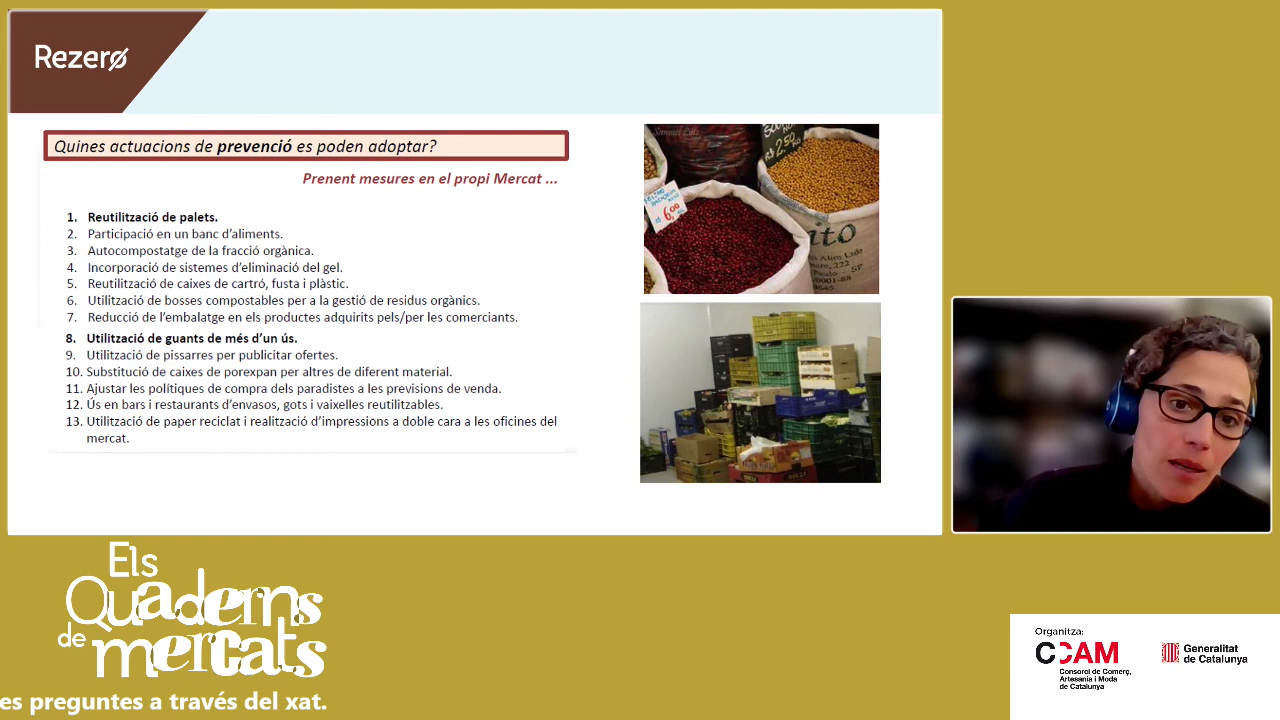 Rezero
Quines actuacions de prevenció es poden adoptar?
Prenent mesures en el propi Mercat ...
1. Reutilització de palets.
2. Participació en un banc d'aliments.
3. Autocompostatge de la fracció orgànica.
4. Incorporació de sistemes d'eliminació del gel.
5. Reutilització de caixes de cartró, fusta i plàstic.
6. Utilització de bosses compostables per a la gestió de residus orgànics.
7. Reducció de l'embalatge en els productes adquirits pels/per les comerciants.
8. Utilització de guants de més d'un ús.
9. Utilització de pissarres per publicitar ofertes.
10. Substitució de caixes de porexpan per altres de diferent material.
11. Ajustar les polítiques de compra dels paradistes a les previsions de venda.
12. Ús en bars i restaurants d'envasos, gots i vaixelles reutilitzables.
13. Utilització de paper reciclat i realització d'impressions a doble cara a les oficines del
mercat.
R$ 2,50
6,00
Els
Quaderns
de mercats
es preguntes a través del xat.
Organitza:
CCAM
Consorci de Comerç,
Artesania i Moda
de Catalunya
Generalitat
de Catalunya